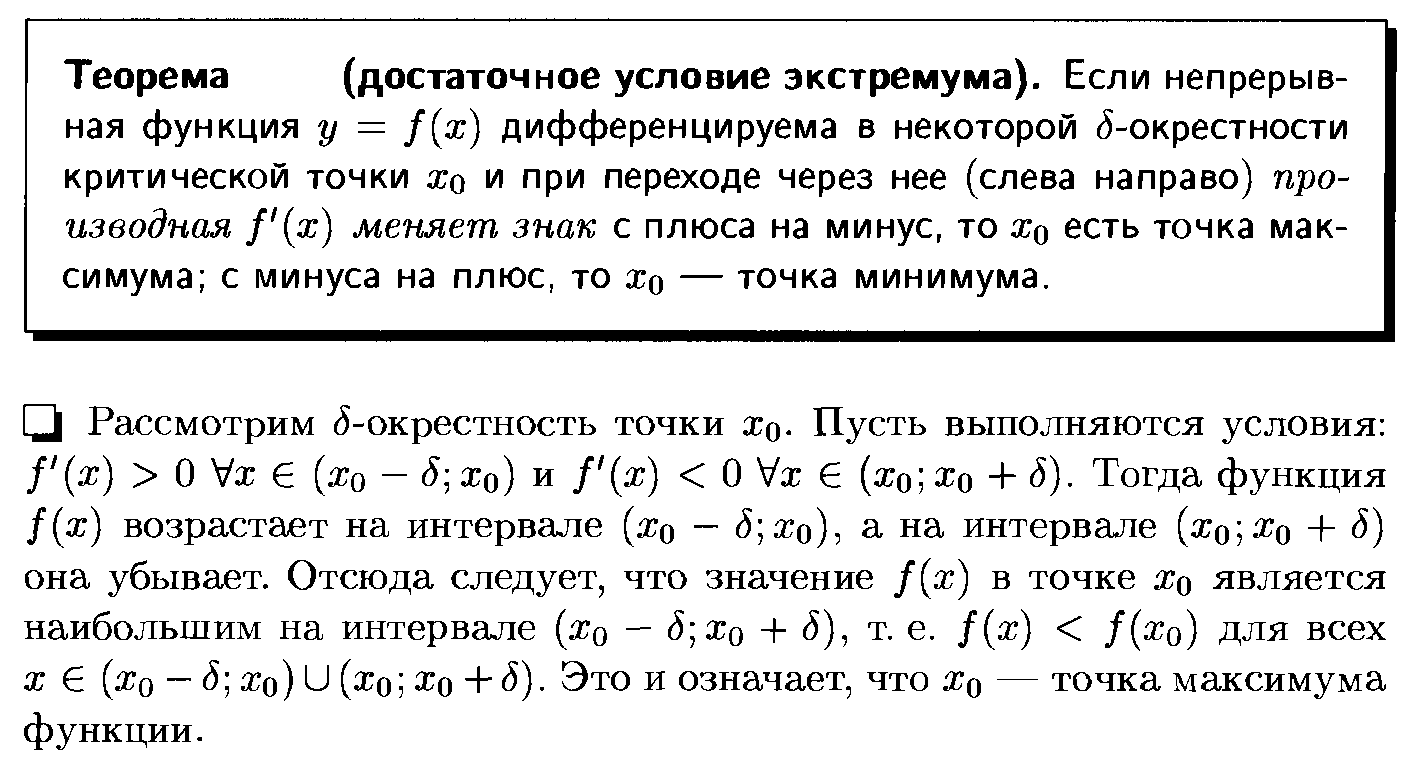 Теорема (достаточное условие экстремума). Если непрерыв-
ная функция y = f(x) дифференцируема в некоторой δ-окрестности
критической точки x₀ и при переходе через нее (слева направо) про-
изводная f′(x) меняет знак с плюса на минус, то x₀ есть точка мак-
симума; с минуса на плюс, то x₀ — точка минимума.
❑ Рассмотрим δ-окрестность точки x₀. Пусть выполняются условия:
f′(x) > 0 ∀x ∈ (x₀ − δ; x₀) и f′(x) < 0 ∀x ∈ (x₀; x₀ + δ). Тогда функция
f(x) возрастает на интервале (x₀ − δ; x₀), а на интервале (x₀; x₀ + δ)
она убывает. Отсюда следует, что значение f(x) в точке x₀ является
наибольшим на интервале (x₀ − δ; x₀ + δ), т. е. f(x) < f(x₀) для всех
x ∈ (x₀ − δ; x₀) ∪ (x₀; x₀ + δ). Это и означает, что x₀ — точка максимума
функции.